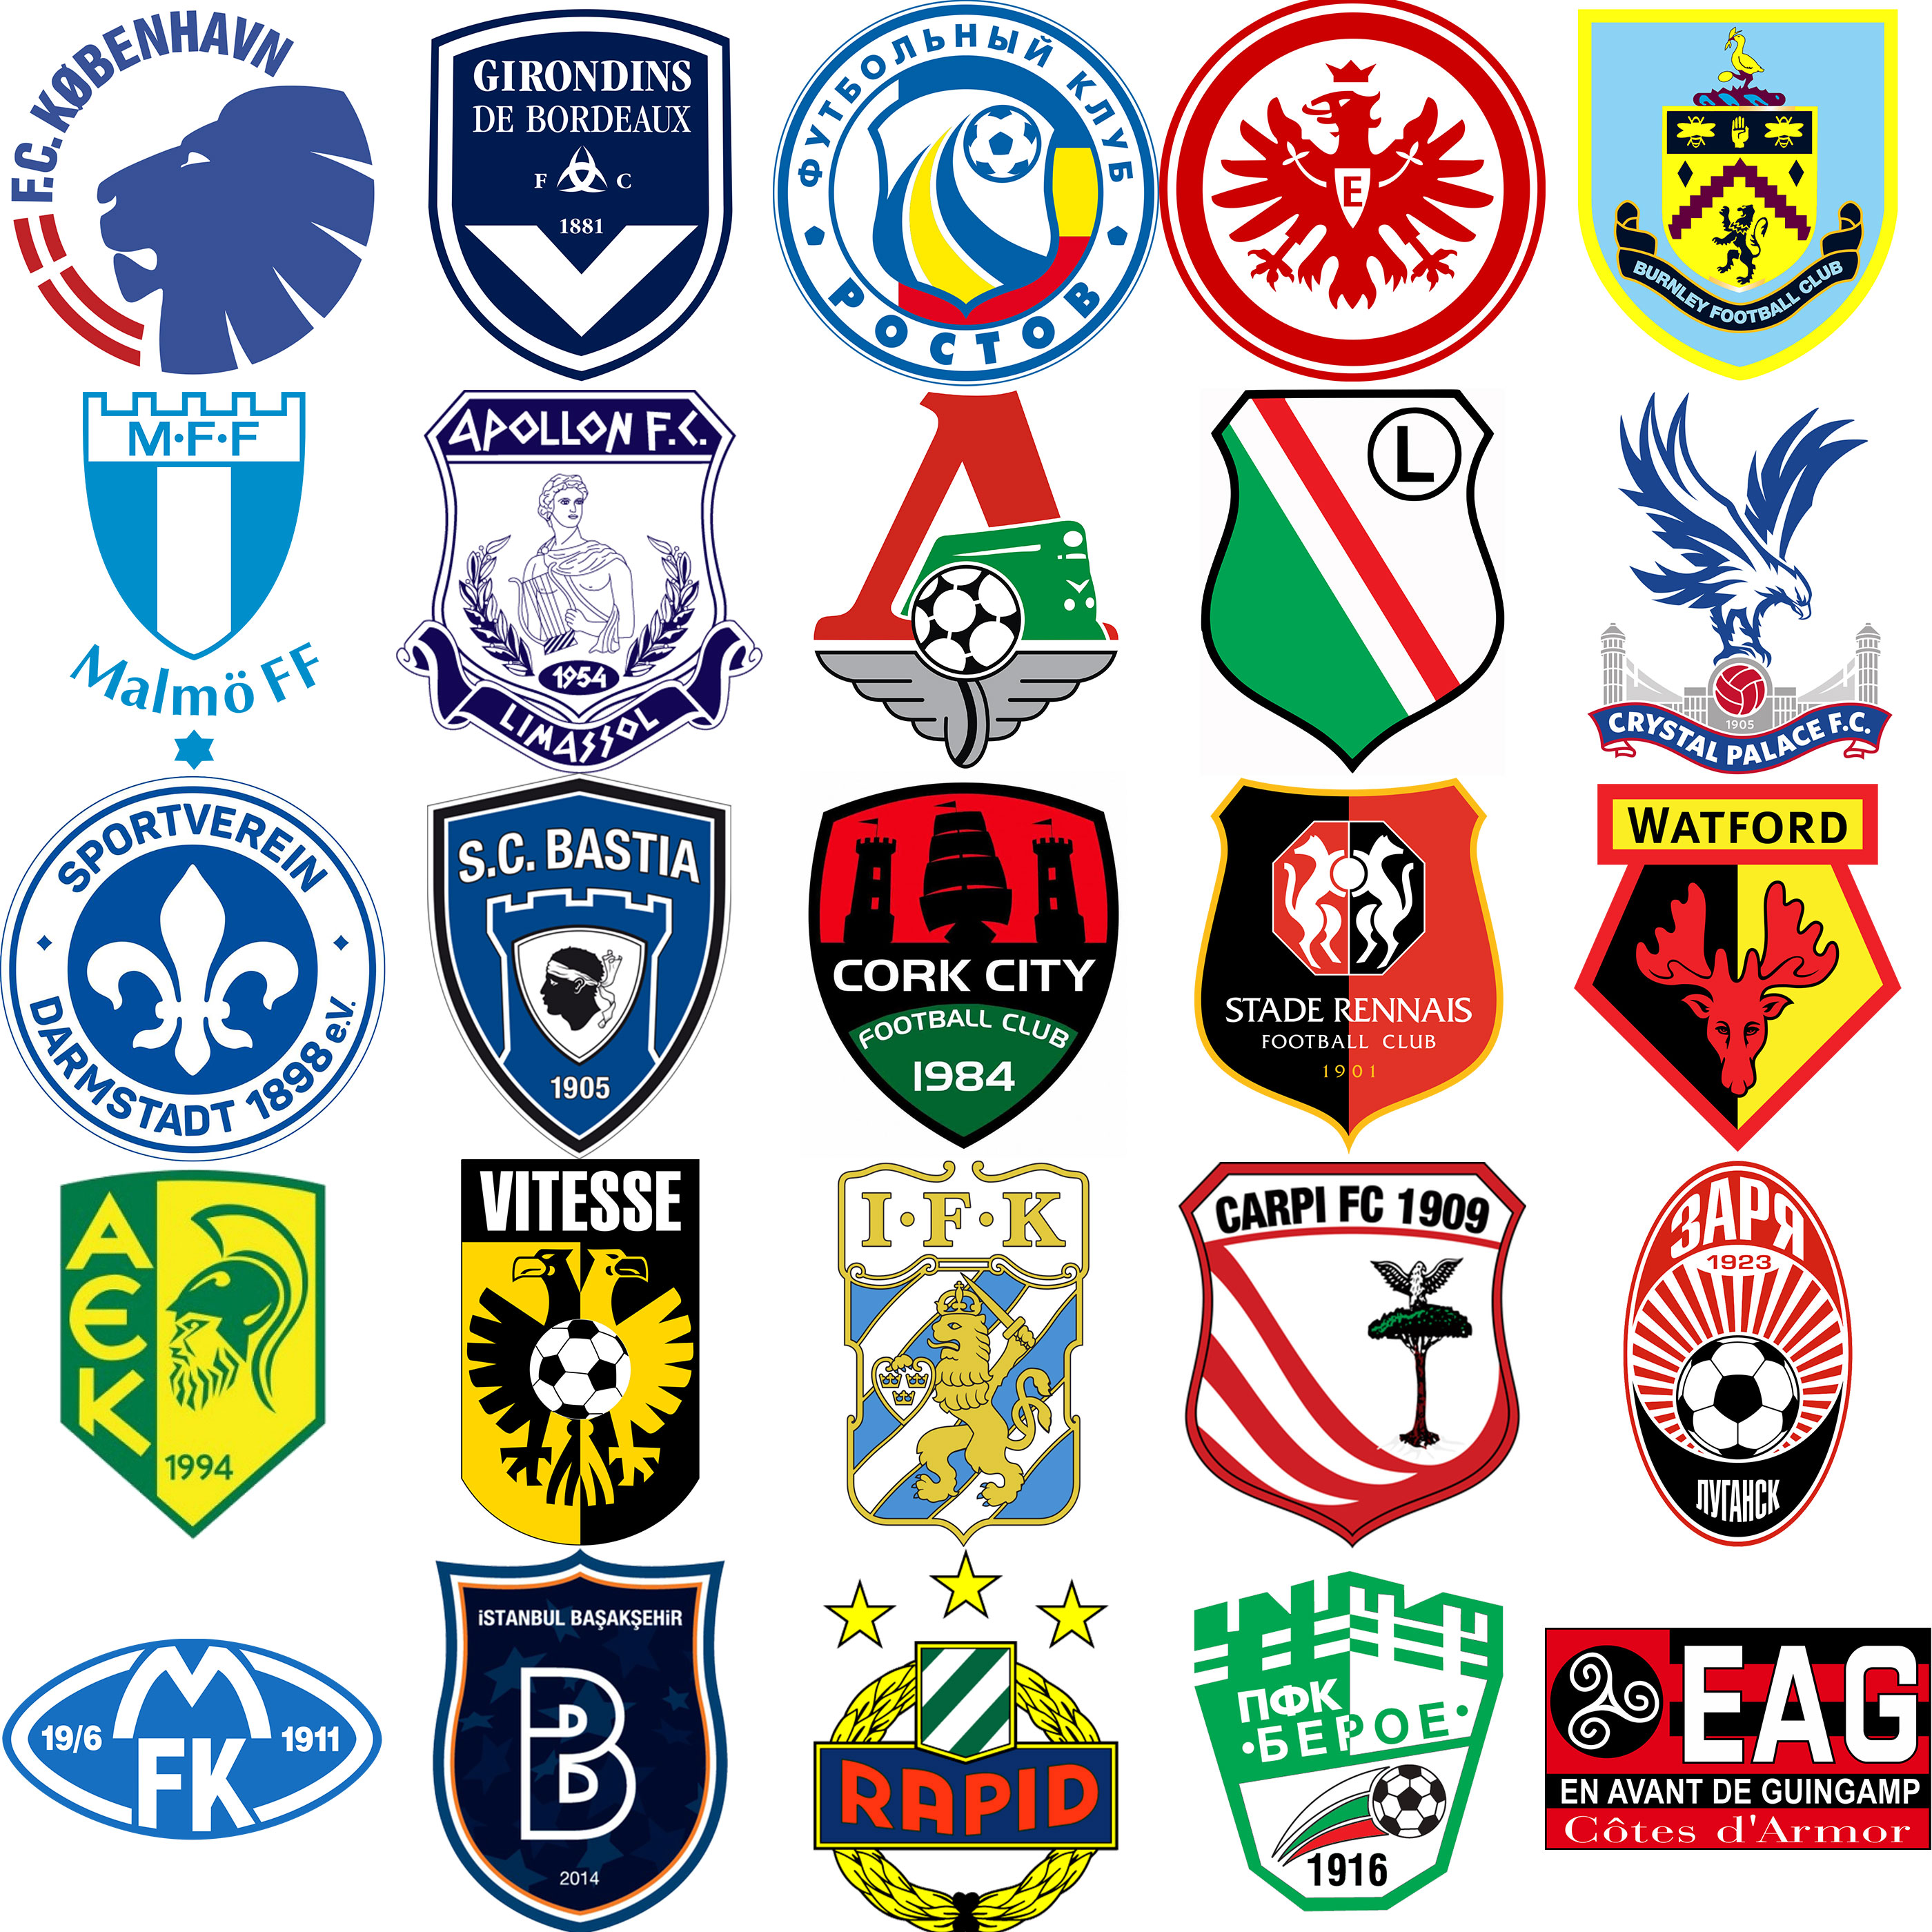 F.C. KØBENHAVN
GIRONDINS
DE BORDEAUX
F C
1881
ФУТБОЛЬНЫЙ КЛУБ
РОСТОВ
E
BURNLEY FOOTBALL CLUB
M·F·F
Malmö FF
APOLLON F.C.
1954
LIMASSOL
Л
L
1905
CRYSTAL PALACE F.C.
SPORTVEREIN
DARMSTADT 1898 e.V.
S.C. BASTIA
1905
CORK CITY
FOOTBALL CLUB
1984
STADE RENNAIS
FOOTBALL CLUB
1901
WATFORD
ΑЄΚ
1994
VITESSE
I·F·K
CARPI FC 1909
ЗАРЯ
1923
ЛУГАНСК
M
19/6 FK 1911
iSTANBUL BAŞAKŞEHiR
B
2014
RAPID
ПФК
·БЕРОЕ·
1916
EAG
EN AVANT DE GUINGAMP
Côtes d'Armor